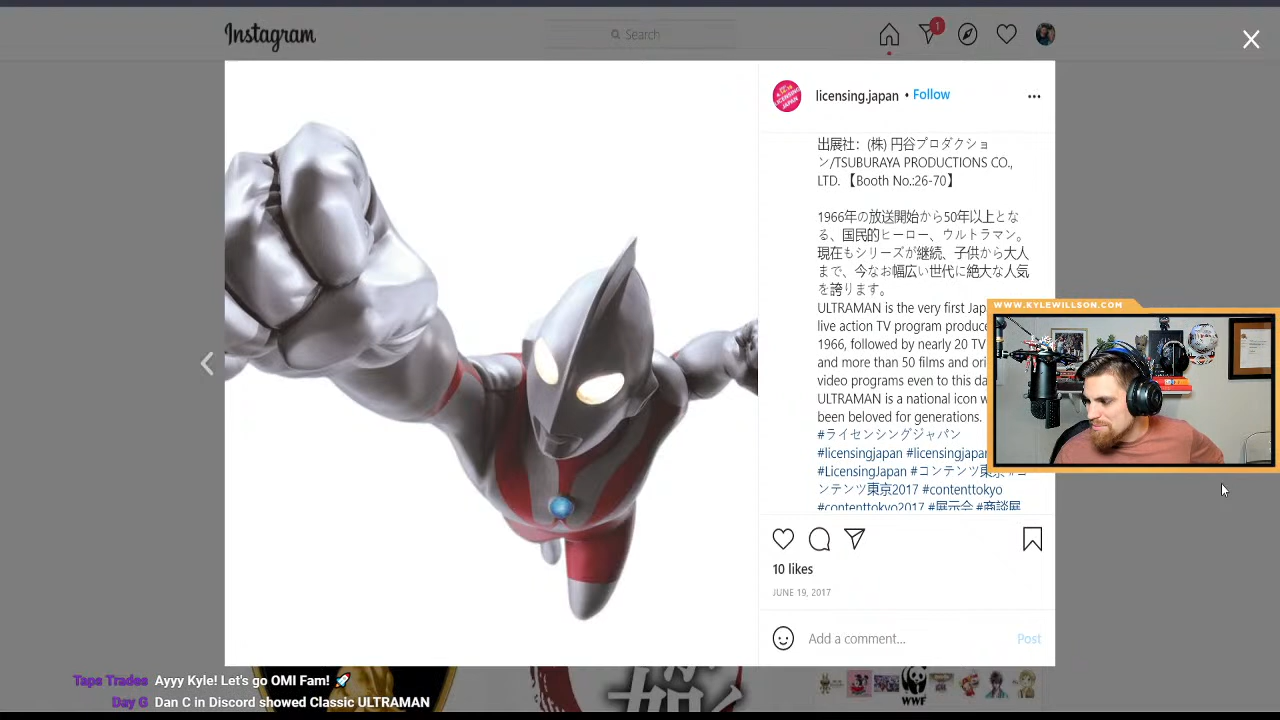 Instagram
Search
1
licensing.japan • Follow
出展社：(株) 円谷プロダクショ
ン/TSUBURAYA PRODUCTIONS CO.,
LTD. 【Booth No.:26-70】
1966年の放送開始から50年以上とな
る、国民的ヒーロー、ウルトラマン。
現在もシリーズが継続、子供から大人
まで、今なお幅広い世代に絶大な人気
を誇ります。
ULTRAMAN is the very first
live action TV program
1966, followed by nearly 20 TV
and more than 50 films and
video programs even to this
ULTRAMAN is a national icon
been beloved for generations.
#ライセンシングジャパン
#licensingjapan
#LicensingJapan #コンテンツ東京
ンテンツ東京2017 #contenttokyo
#contenttokyo2017 #展示会 #商談展
WWW.KYLEWILLSON.COM
10 likes
JUNE 19, 2017
Add a comment...
Post
Tape Trades Ayyy Kyle! Let's go OMI Fam!
Day G Dan C in Discord showed Classic ULTRAMAN
WWF